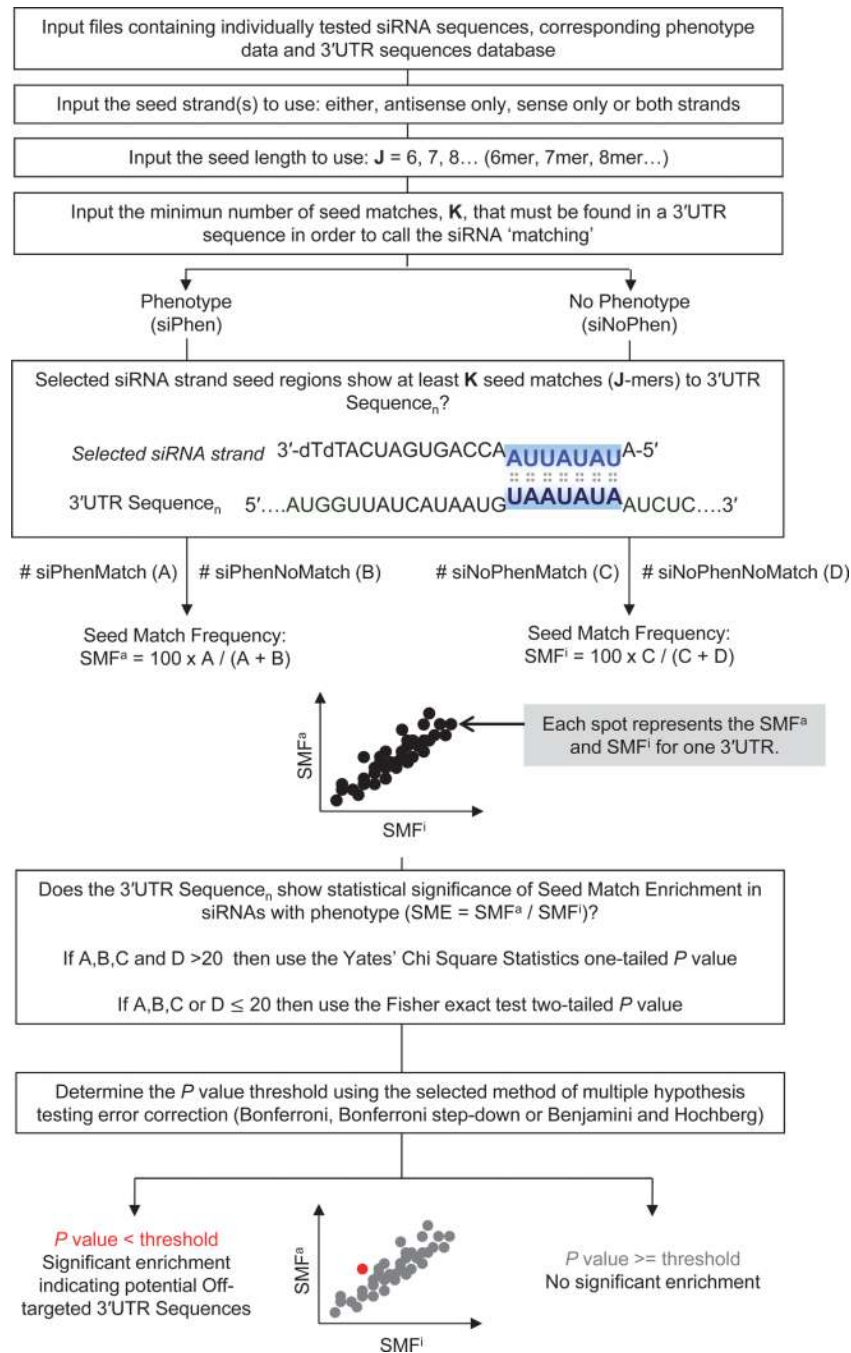 Input files containing individually tested siRNA sequences, corresponding phenotype
data and 3′UTR sequences database
Input the seed strand(s) to use: either, antisense only, sense only or both strands
Input the seed length to use: J = 6, 7, 8… (6mer, 7mer, 8mer…)
Input the minimun number of seed matches, K, that must be found in a 3′UTR
sequence in order to call the siRNA ‘matching’
Phenotype
(siPhen)
No Phenotype
(siNoPhen)
Selected siRNA strand seed regions show at least K seed matches (J-mers) to 3′UTR
Sequenceₙ?
Selected siRNA strand 3′-dTdTACUAGUGACCAAUUAUAUA-5′
3′UTR Sequenceₙ 5′….AUGGUUAUCAUAAUGUAAUAUAAUCUC….3′
# siPhenMatch (A) # siPhenNoMatch (B) # siNoPhenMatch (C) # siNoPhenNoMatch (D)
Seed Match Frequency:
SMFᵃ = 100 x A / (A + B)
Seed Match Frequency:
SMFⁱ = 100 x C / (C + D)
SMFᵃ
SMFⁱ
Each spot represents the SMFᵃ
and SMFⁱ for one 3′UTR.
Does the 3′UTR Sequenceₙ show statistical significance of Seed Match Enrichment in
siRNAs with phenotype (SME = SMFᵃ / SMFⁱ)?
If A,B,C and D >20 then use the Yates’ Chi Square Statistics one-tailed P value
If A,B,C or D ≤ 20 then use the Fisher exact test two-tailed P value
Determine the P value threshold using the selected method of multiple hypothesis
testing error correction (Bonferroni, Bonferroni step-down or Benjamini and Hochberg)
P value < threshold
Significant enrichment
indicating potential Off-
targeted 3′UTR Sequences
SMFᵃ
SMFⁱ
P value >= threshold
No significant enrichment